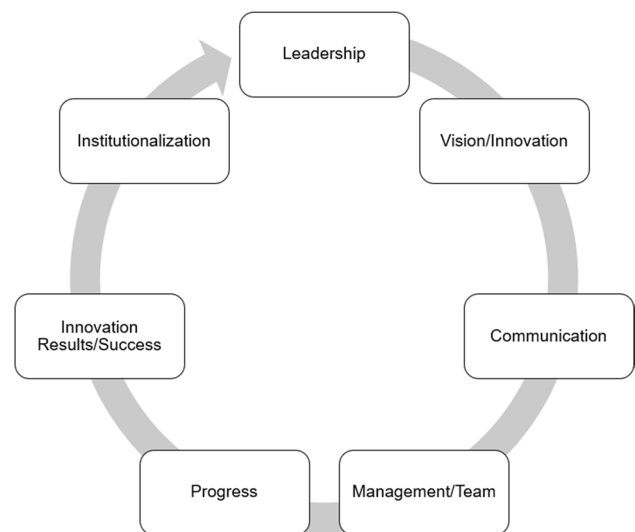 Leadership
Vision/Innovation
Communication
Management/Team
Progress
Innovation
Results/Success
Institutionalization